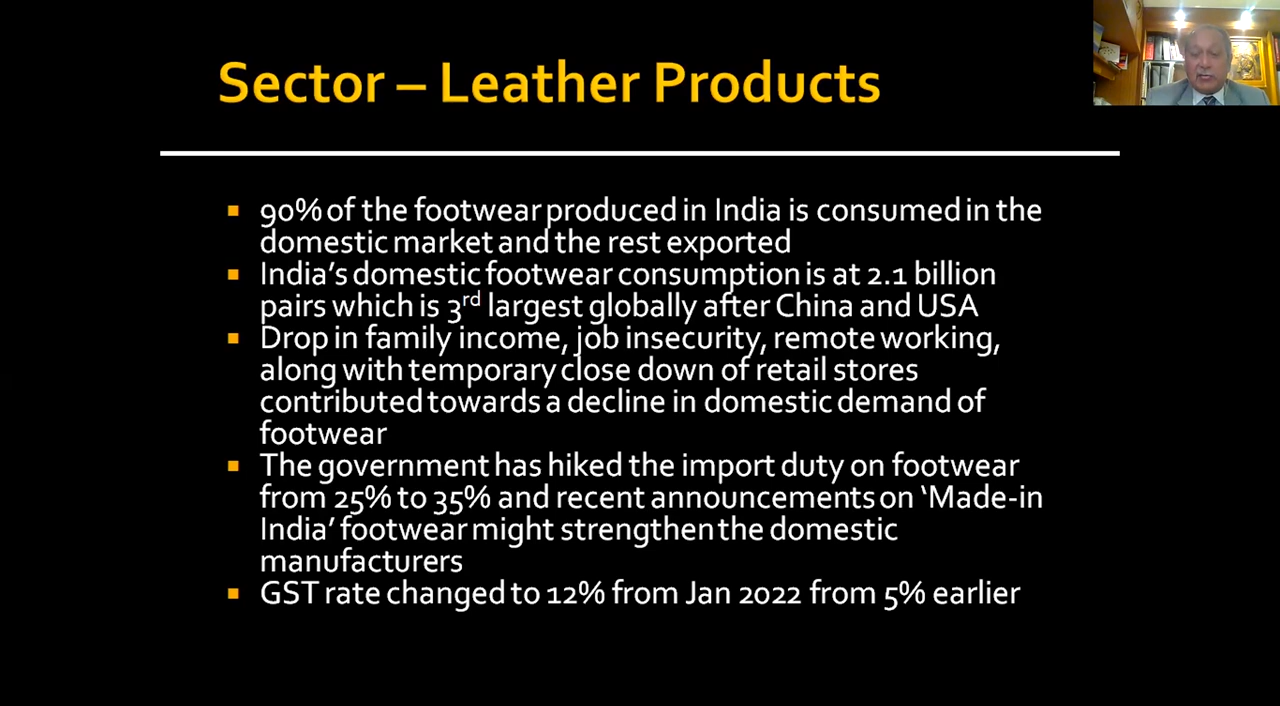 Sector – Leather Products
▪ 90% of the footwear produced in India is consumed in the
domestic market and the rest exported
▪ India's domestic footwear consumption is at 2.1 billion
pairs which is 3rd largest globally after China and USA
▪ Drop in family income, job insecurity, remote working,
along with temporary close down of retail stores
contributed towards a decline in domestic demand of
footwear
▪ The government has hiked the import duty on footwear
from 25% to 35% and recent announcements on ‘Made-in
India’ footwear might strengthen the domestic
manufacturers
▪ GST rate changed to 12% from Jan 2022 from 5% earlier